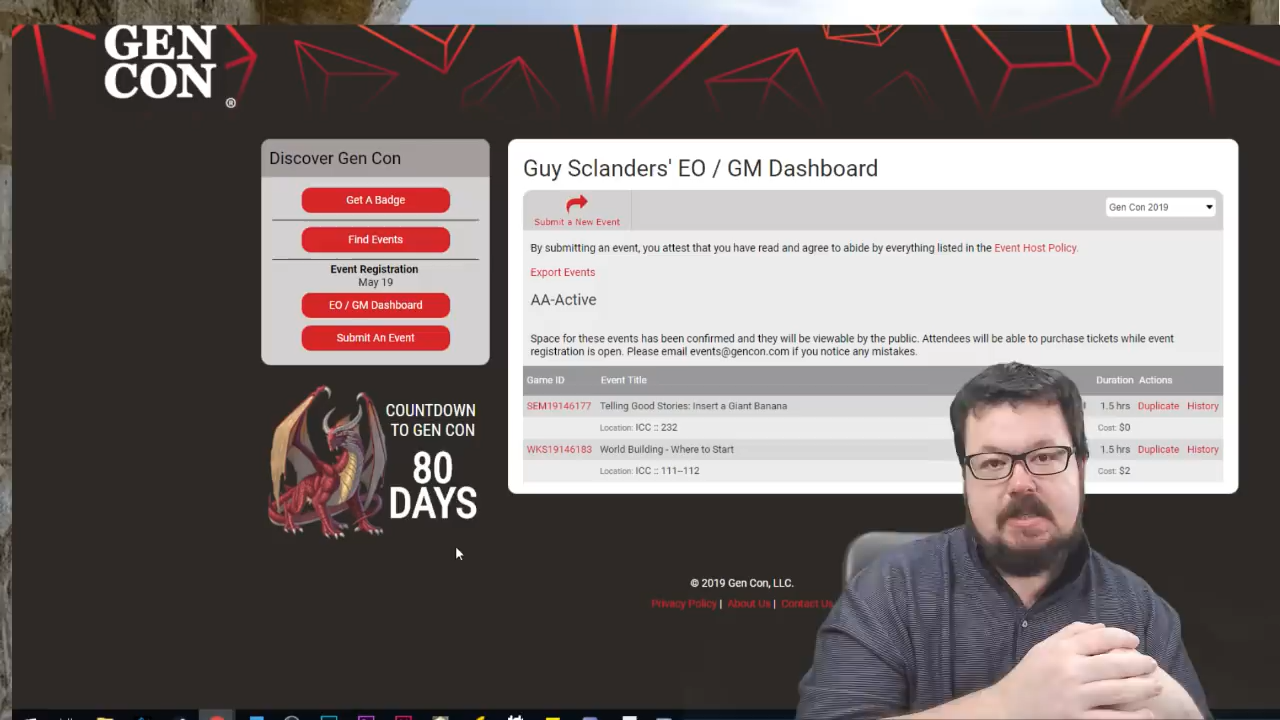 GEN
CON
®
Discover Gen Con
Get A Badge
Find Events
Event Registration
May 19
EO / GM Dashboard
Submit An Event
COUNTDOWN
TO GEN CON
80
DAYS
Guy Sclanders' EO / GM Dashboard
Submit a New Event
Gen Con 2019
By submitting an event, you attest that you have read and agree to abide by everything listed in the Event Host Policy.
Export Events
AA-Active
Space for these events has been confirmed and they will be viewable by the public. Attendees will be able to purchase tickets while event
registration is open. Please email events@gencon.com if you notice any mistakes.
Game ID Event Title Duration Actions
SEM19146177 Telling Good Stories: Insert a Giant Banana 1.5 hrs Duplicate History
Location: ICC :: 232 Cost: $0
WKS19146183 World Building - Where to Start 1.5 hrs Duplicate History
Location: ICC :: 111--112 Cost: $2
© 2019 Gen Con, LLC.
Privacy Policy | About Us | Contact Us